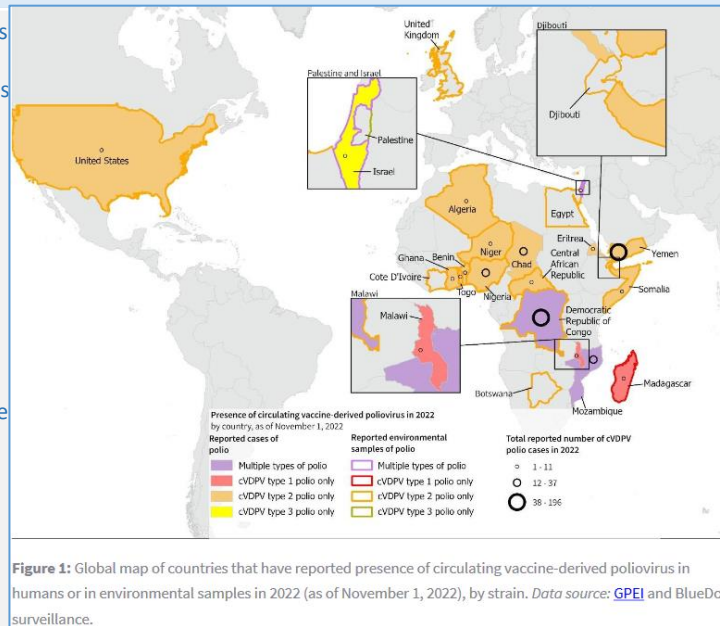 s
s
e
United
Kingdom
Djibouti
Djibouti
Palestine and Israel
Palestine
Israel
United States
Algeria
Egypt
Niger
Chad
Eritrea
Yemen
Ghana
Benin
Central
African
Republic
Cote D'Ivoire
Togo
Nigeria
Somalia
Malawi
Malawi
Democratic
Republic of
Congo
Botswana
Madagascar
Mozambique
Presence of circulating vaccine-derived poliovirus in 2022
by country, as of November 1, 2022
Reported cases of
polio
Multiple types of polio
cVDPV type 1 polio only
cVDPV type 2 polio only
cVDPV type 3 polio only
Reported environmental
samples of polio
Multiple types of polio
cVDPV type 1 polio only
cVDPV type 2 polio only
cVDPV type 3 polio only
Total reported number of cVDPV
polio cases in 2022
1 - 11
12 - 37
38 - 196
Figure 1: Global map of countries that have reported presence of circulating vaccine-derived poliovirus in
humans or in environmental samples in 2022 (as of November 1, 2022), by strain. Data source: GPEI and BlueDo
surveillance.